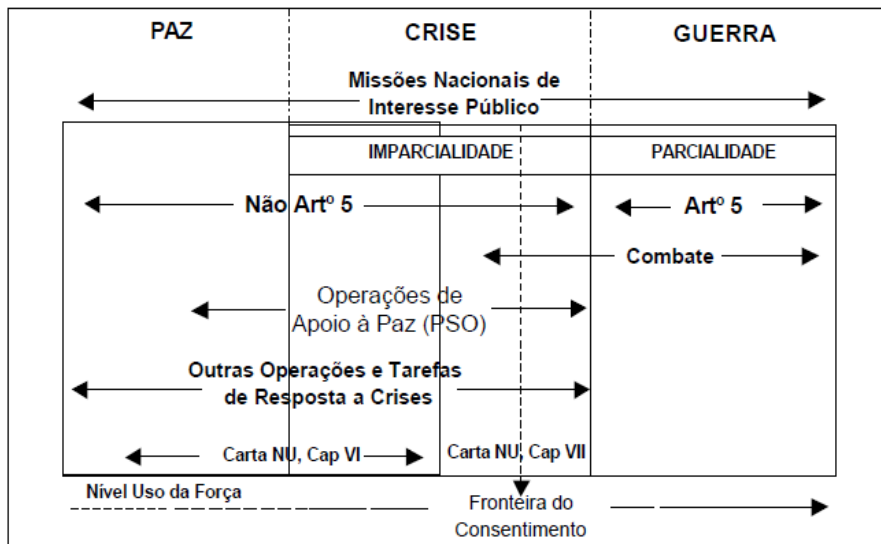 PAZ
CRISE
GUERRA
Missões Nacionais de
Interesse Público
IMPARCIALIDADE
PARCIALIDADE
Não Artº 5
Artº 5
Combate
Operações de
Apoio à Paz (PSO)
Outras Operações e Tarefas
de Resposta a Crises
Carta NU, Cap VI
Carta NU, Cap VII
Nível Uso da Força
Fronteira do
Consentimento